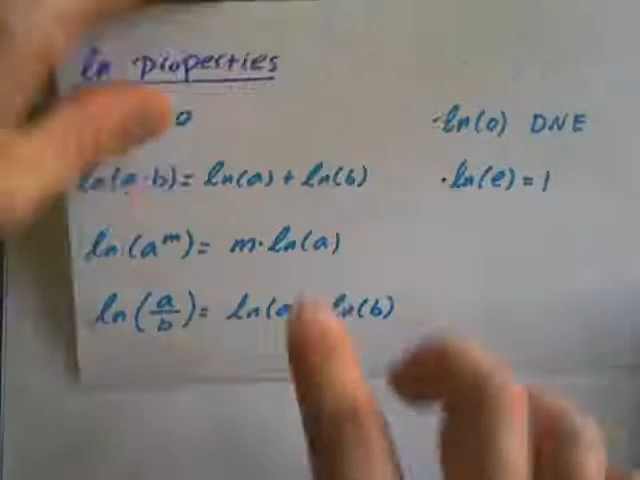 ln properties
0
·ln(0) DNE
ln(a·b)= ln(a)+ln(b)
·ln(e)=1
ln(a^m)= m·ln(a)
ln(a/b)= ln(a ln(b)